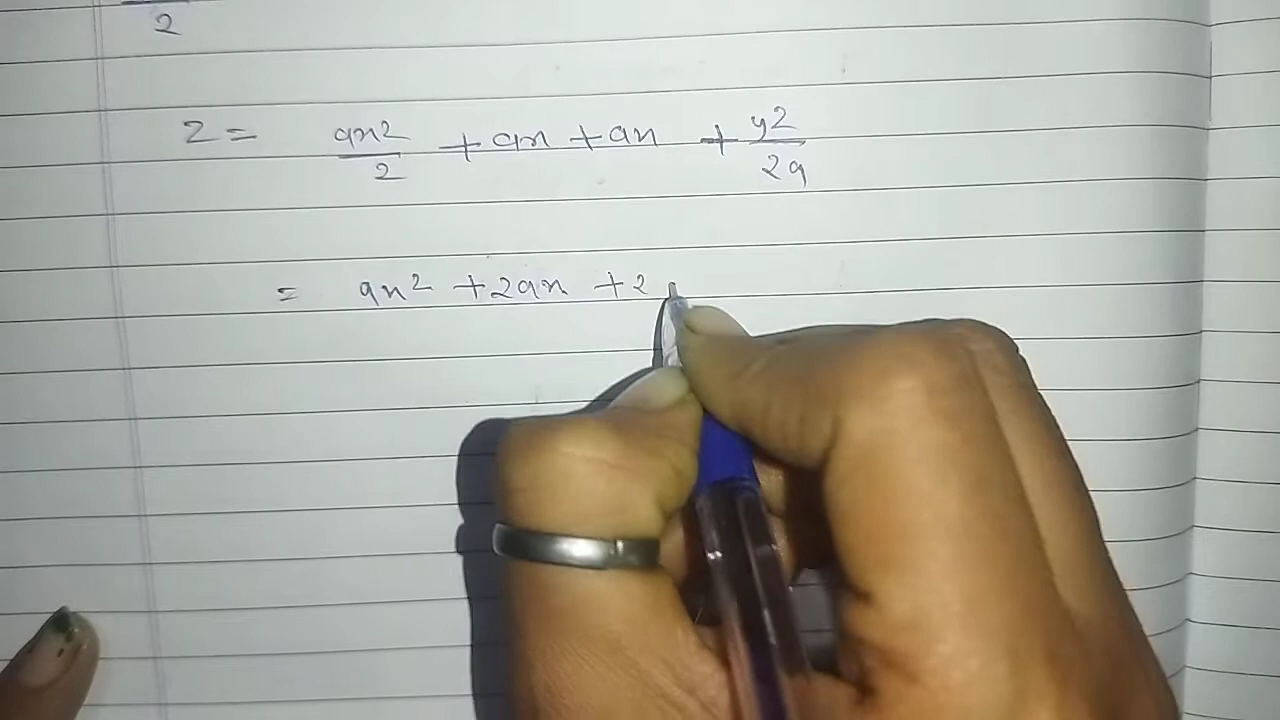 2
z = ax2/2 + ax + ax + y2/2a
= ax² + 2ax + 2